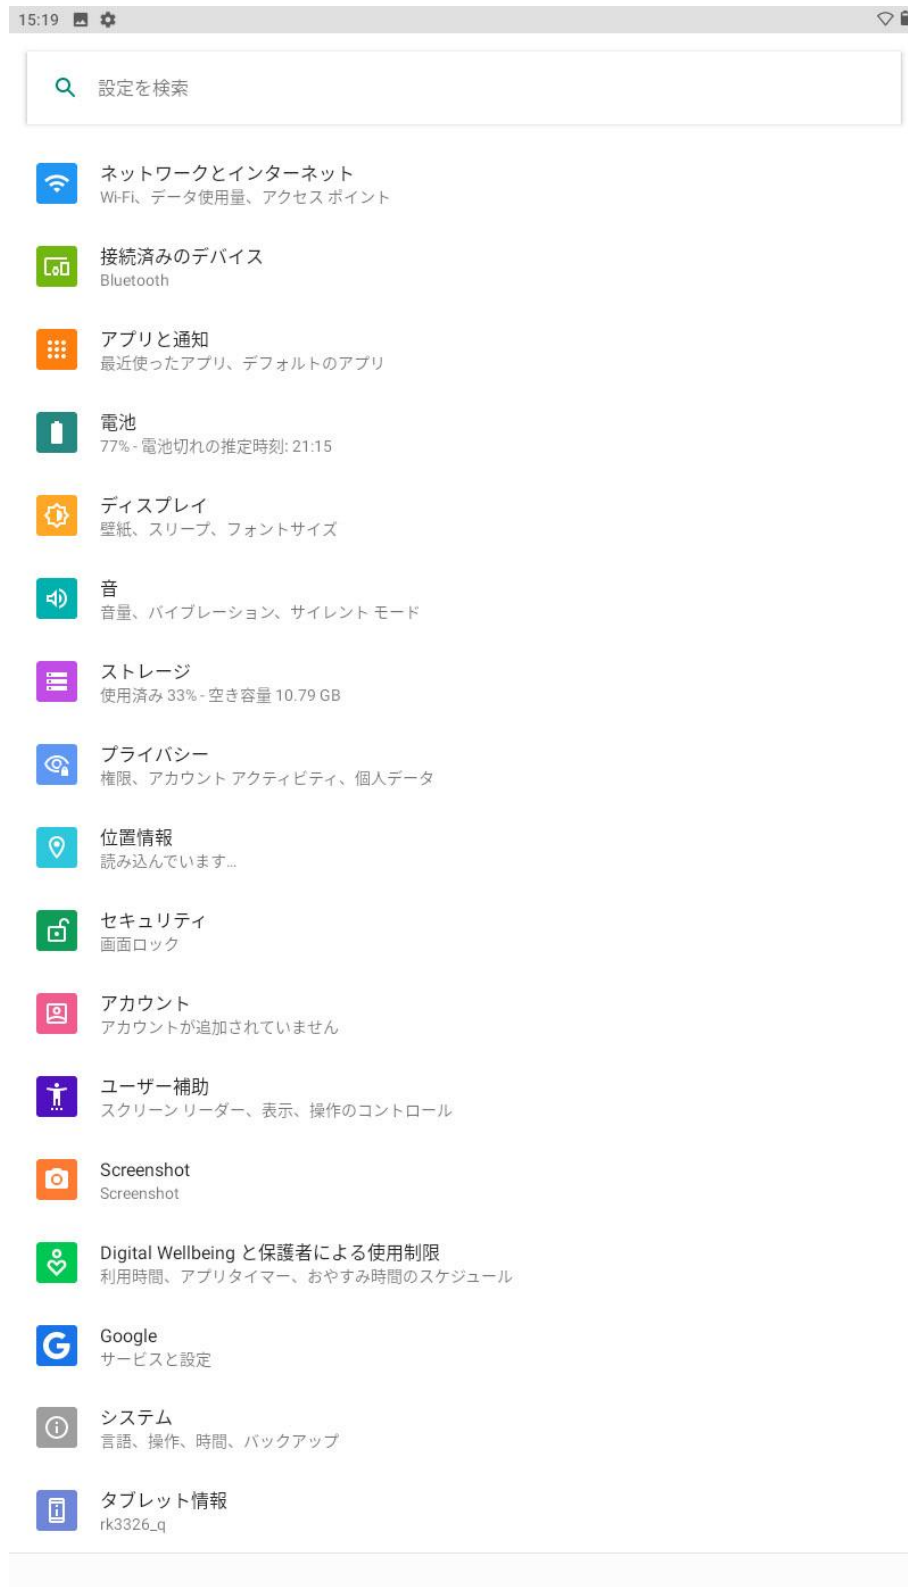 15:19
設定を検索
ネットワークとインターネット
Wi-Fi、データ使用量、アクセス ポイント
接続済みのデバイス
Bluetooth
アプリと通知
最近使ったアプリ、デフォルトのアプリ
電池
77% - 電池切れの推定時刻: 21:15
ディスプレイ
壁紙、スリープ、フォントサイズ
音
音量、バイブレーション、サイレント モード
ストレージ
使用済み 33% - 空き容量 10.79 GB
プライバシー
権限、アカウント アクティビティ、個人データ
位置情報
読み込んでいます...
セキュリティ
画面ロック
アカウント
アカウントが追加されていません
ユーザー補助
スクリーン リーダー、表示、操作のコントロール
Screenshot
Screenshot
Digital Wellbeing と保護者による使用制限
利用時間、アプリタイマー、おやすみ時間のスケジュール
Google
サービスと設定
システム
言語、操作、時間、バックアップ
タブレット情報
rk3326_q